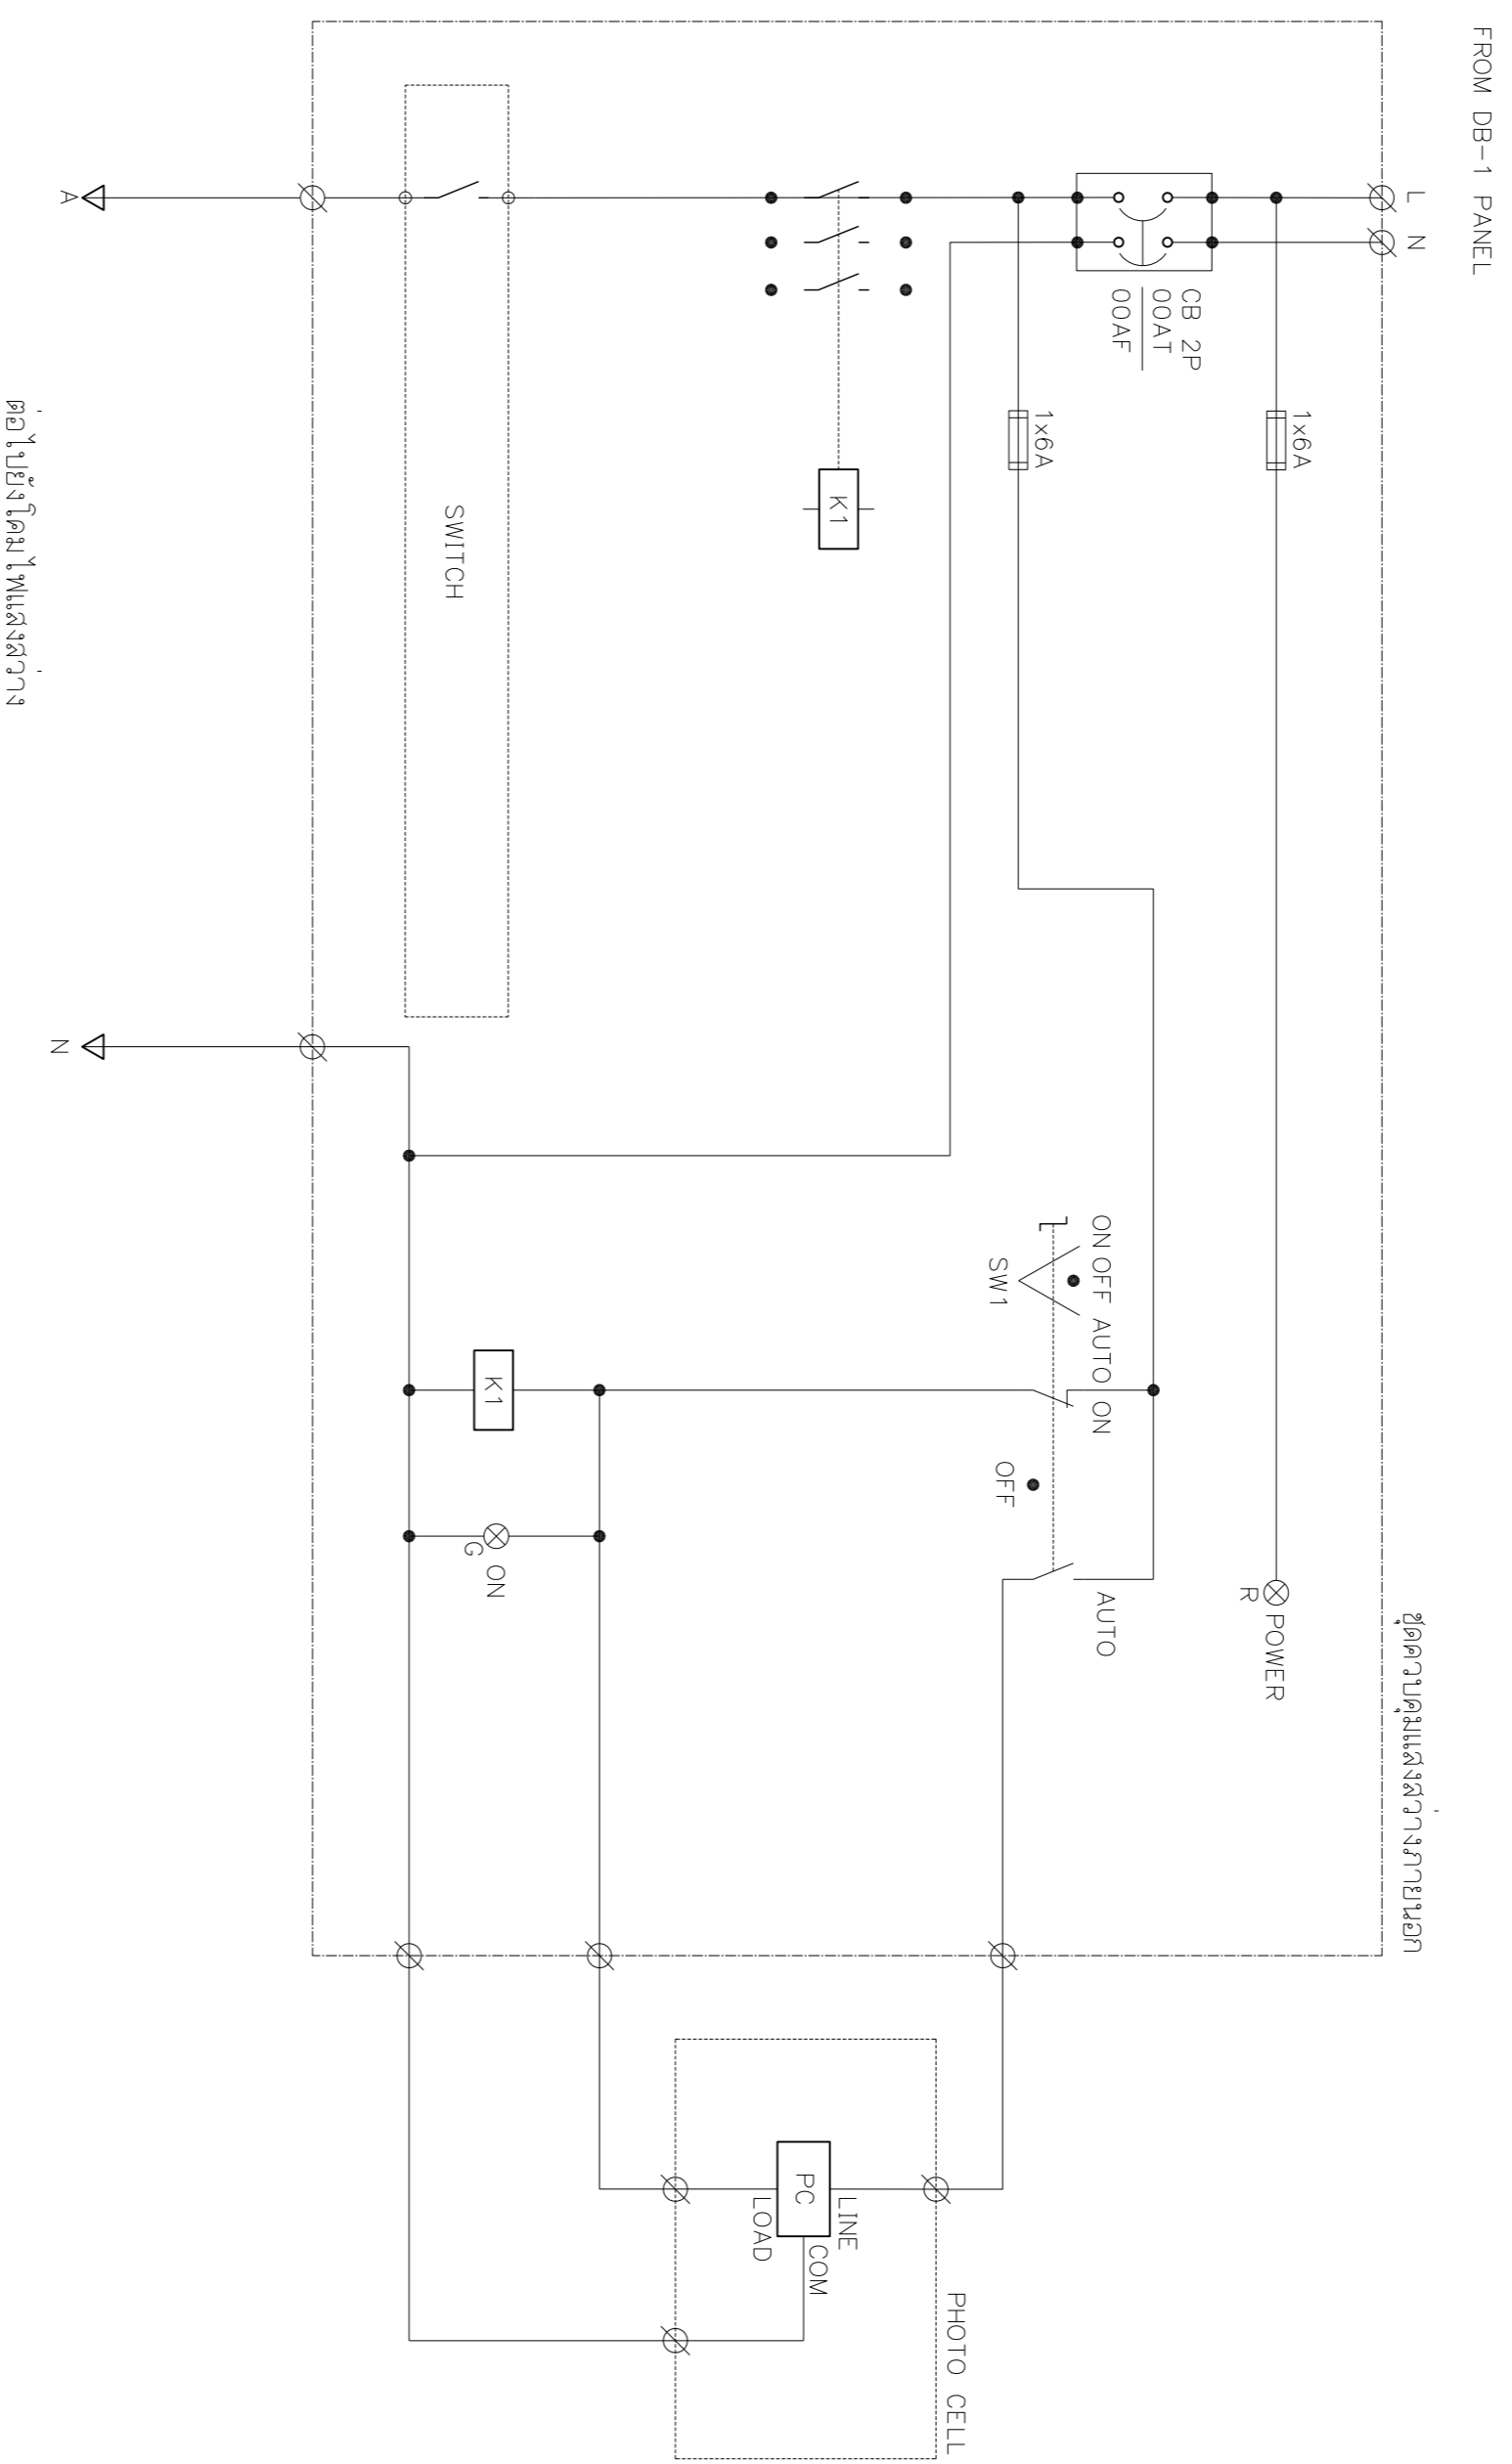 FROM DB-1 PANEL
ชุดควบคุมแสงสว่างภายนอก
L
N
1x6A
POWER
R
CB 2P
00AT
00AF
1x6A
ON OFF AUTO
SW1
ON
OFF
AUTO
K1
PHOTO CELL
LINE
PC
COM
LOAD
SWITCH
K1
ON
G
A
N
ต่อไปยังโคมไฟแสงสว่าง